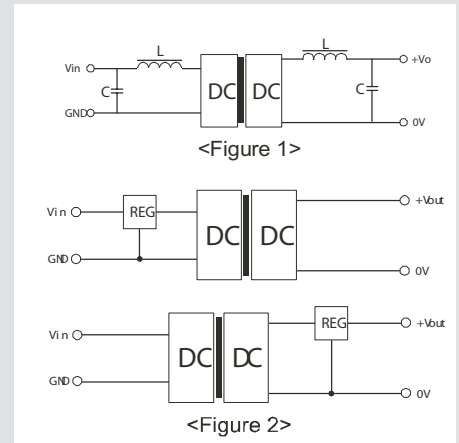 L L
Vin +Vo
C DC DC C
GND 0V
<Figure 1>
Vin REG +Vout
DC DC
GND 0V
REG +Vout
Vin
DC DC
GND 0V
<Figure 2>